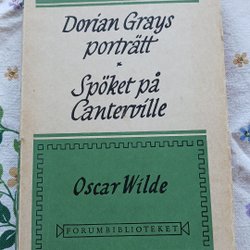 Dorian Grays
porträtt
*
Spöket på
Canterville
Oscar Wilde
FORUMBIBLIOTEKET